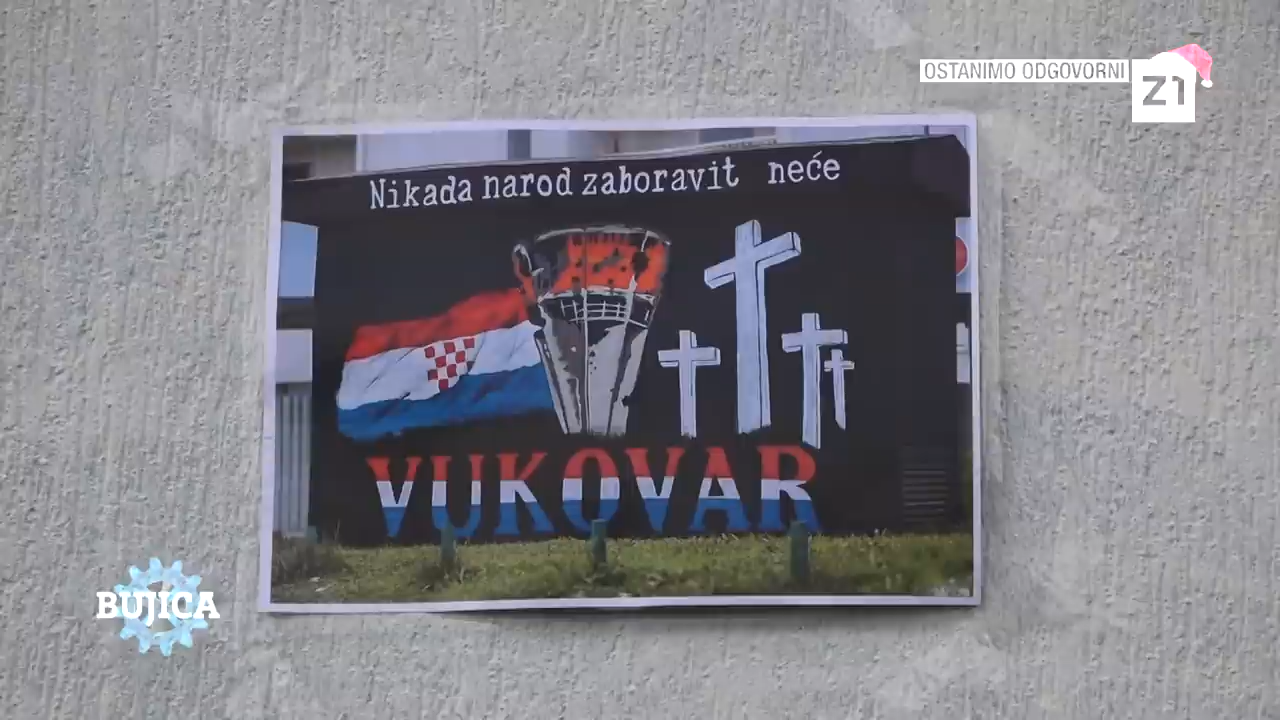 OSTANIMO ODGOVORNI
Z1
Nikada narod zaboravit neće
VUKOVAR
BUJICA